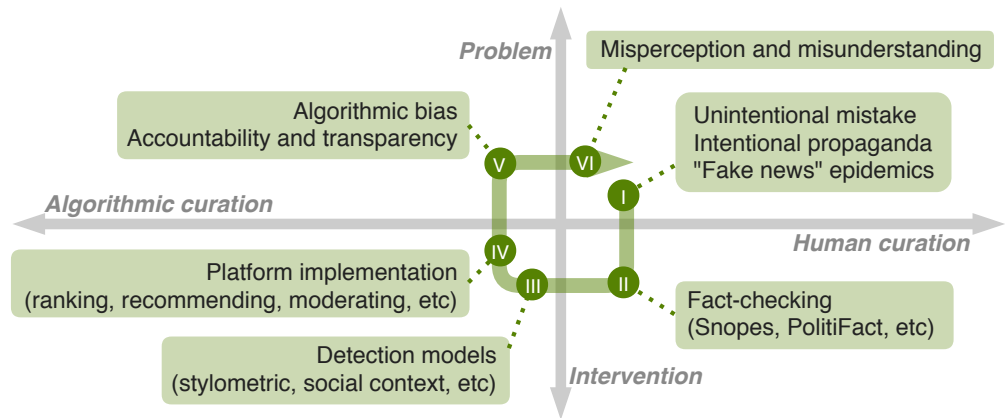 Problem
Misperception and misunderstanding
Algorithmic bias
Accountability and transparency
Unintentional mistake
Intentional propaganda
"Fake news" epidemics
V
VI
I
Algorithmic curation
Human curation
IV
Platform implementation
(ranking, recommending, moderating, etc)
III
II
Fact-checking
(Snopes, PolitiFact, etc)
Detection models
(stylometric, social context, etc)
Intervention